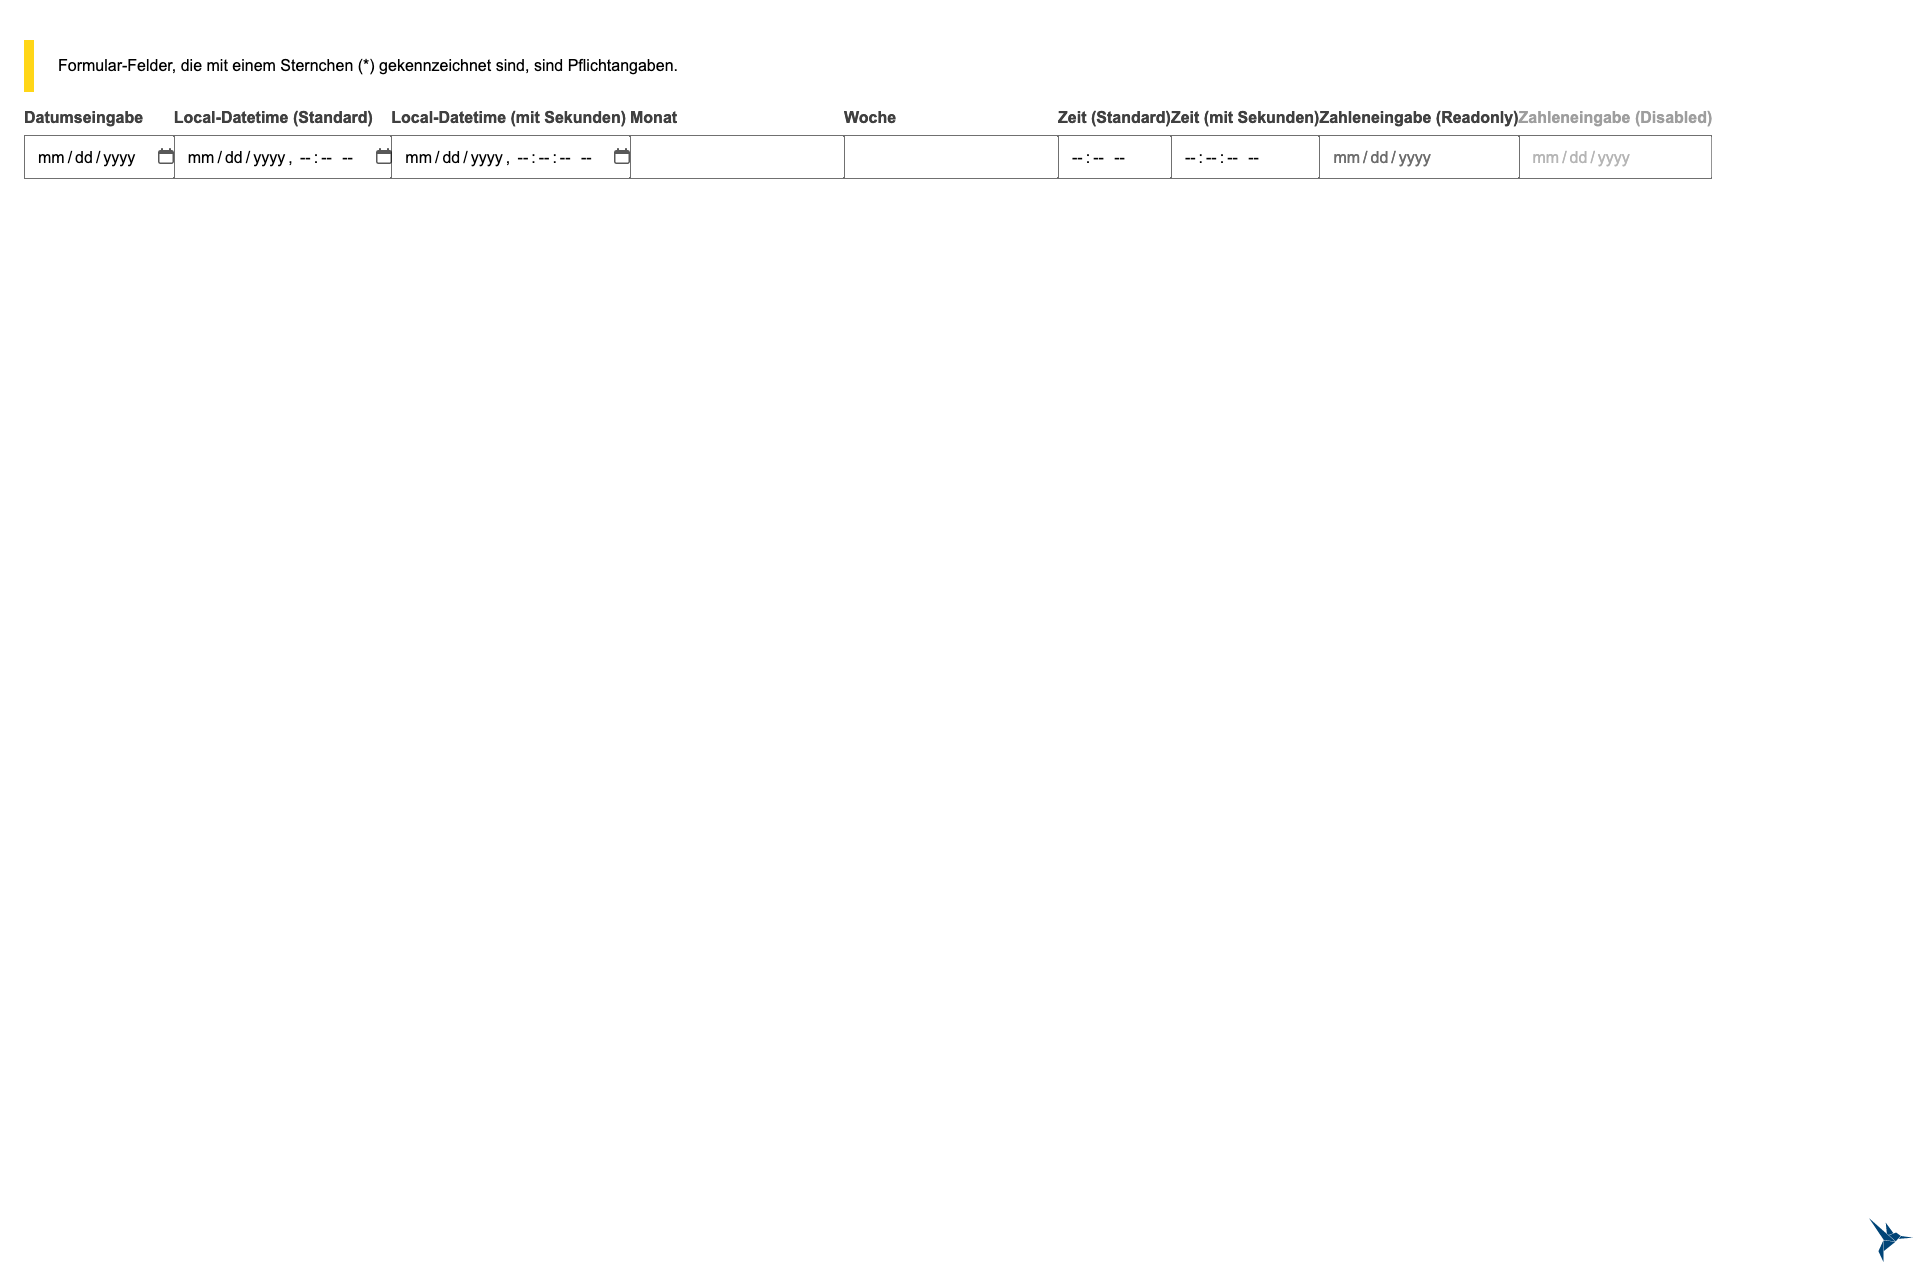 Formular-Felder, die mit einem Sternchen (*) gekennzeichnet sind, sind Pflichtangaben.
Datumseingabe Local-Datetime (Standard) Local-Datetime (mit Sekunden) Monat Woche Zeit (Standard) Zeit (mit Sekunden) Zahleneingabe (Readonly) Zahleneingabe (Disabled)
mm/dd/yyyy mm/dd/yyyy, --:-- -- mm/dd/yyyy, --:--:-- -- --:-- -- --:--:-- -- mm/dd/yyyy mm/dd/yyyy